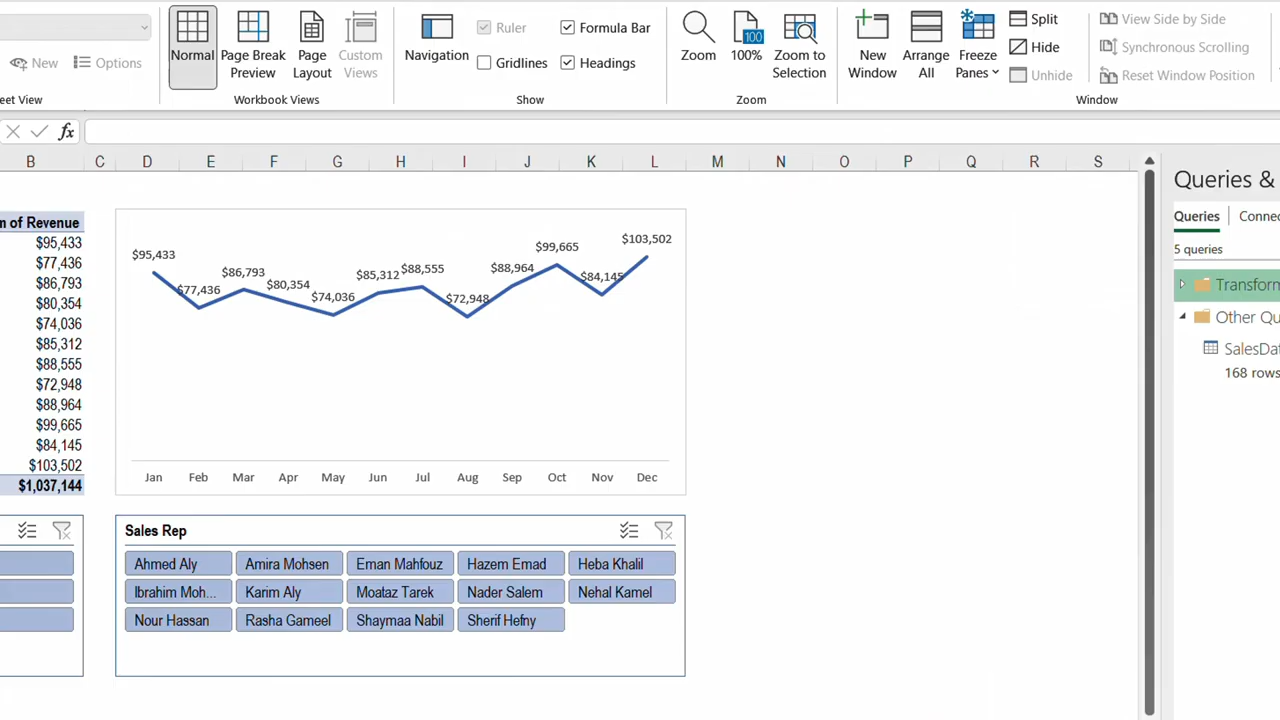 Normal
Page Break
Preview
Page
Layout
Custom
Views
New
Options
eet View
Workbook Views
Navigation
Ruler
Gridlines
Formula Bar
Headings
Show
Zoom
100
100%
Zoom to
Selection
Zoom
New
Window
Arrange
All
Freeze
Panes
Split
Hide
Unhide
View Side by Side
Synchronous Scrolling
Reset Window Position
Window
fx
B C D E F G H I J K L M N O P Q R S
m of Revenue
$95,433
$77,436
$86,793
$80,354
$74,036
$85,312
$88,555
$72,948
$88,964
$99,665
$84,145
$103,502
$1,037,144
$95,433
$77,436
$86,793
$80,354
$74,036
$85,312
$88,555
$72,948
$88,964
$99,665
$84,145
$103,502
Jan Feb Mar Apr May Jun Jul Aug Sep Oct Nov Dec
Sales Rep
Ahmed Aly Amira Mohsen Eman Mahfouz Hazem Emad Heba Khalil
Ibrahim Moh... Karim Aly Moataz Tarek Nader Salem Nehal Kamel
Nour Hassan Rasha Gameel Shaymaa Nabil Sherif Hefny
Queries &
Queries Connec
5 queries
Transform
Other Qu
SalesDat
168 rows